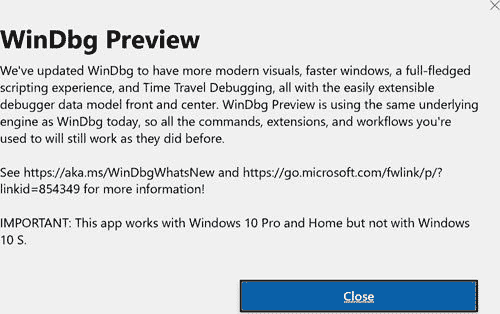 WinDbg Preview
We've updated WinDbg to have more modern visuals, faster windows, a full-fledged
scripting experience, and Time Travel Debugging, all with the easily extensible
debugger data model front and center. WinDbg Preview is using the same underlying
engine as WinDbg today, so all the commands, extensions, and workflows you're
used to will still work as they did before.
See https://aka.ms/WinDbgWhatsNew and https://go.microsoft.com/fwlink/p/?
linkid=854349 for more information!
IMPORTANT: This app works with Windows 10 Pro and Home but not with Windows
10 S.
Close